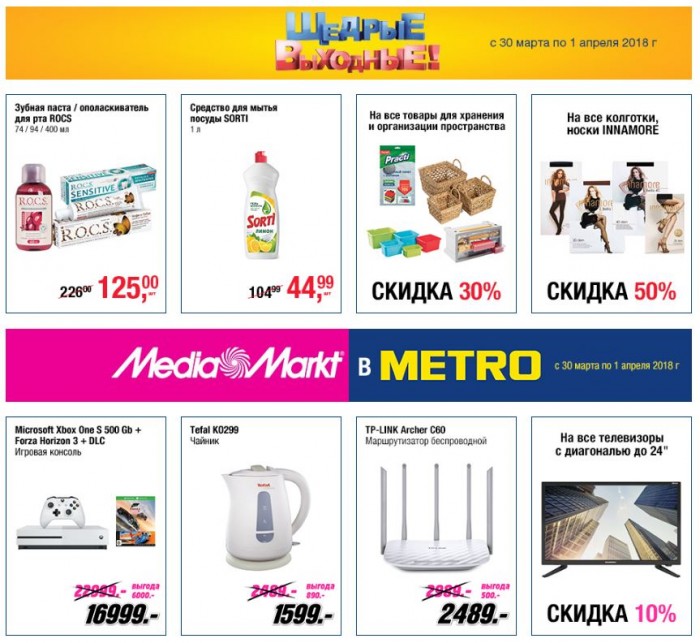 ЩЕДРЫЕ
ВЫХОДНЫЕ!
с 30 марта по 1 апреля 2018 г
Зубная паста / ополаскиватель
для рта ROCS
74 / 94 / 400 мл
R.O.C.S.
R.O.C.S.
SENSITIVE
R.O.C.S.
226⁰⁰ 125,⁰⁰
шт
Средство для мытья
посуды SORTI
1 л
SORTI
ЛИМОН
104⁹⁹ 44,⁹⁹
шт
На все товары для хранения
и организации пространства
Practi
СКИДКА 30%
На все колготки,
носки INNAMORE
СКИДКА 50%
Media Markt в METRO
с 30 марта по 1 апреля 2018 г
Microsoft Xbox One S 500 Gb +
Forza Horizon 3 + DLC
Игровая консоль
22999.- выгода
6000.-
16999.-
Tefal KO299
Чайник
Tefal
2489.- выгода
890.-
1599.-
TP-LINK Archer C60
Маршрутизатор беспроводной
2989.- выгода
500.-
2489.-
На все телевизоры
с диагональю до 24"
СКИДКА 10%